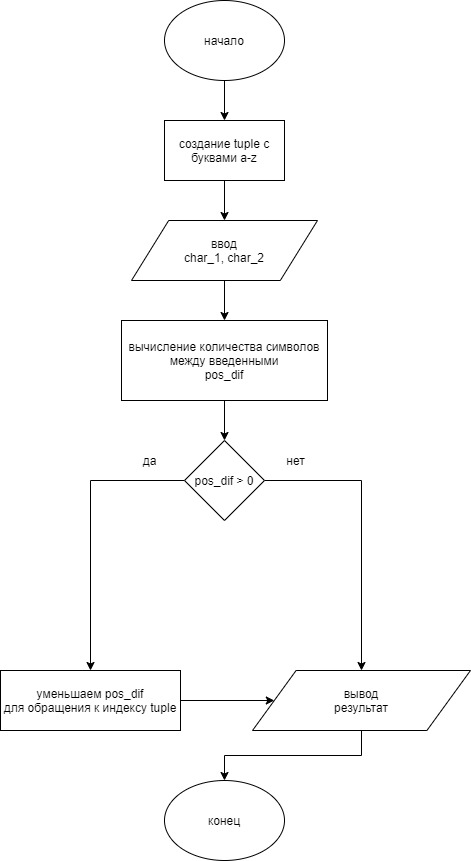 начало
создание tuple с
буквами a-z
ввод
char_1, char_2
вычисление количества символов
между введенными
pos_dif
да
нет
pos_dif > 0
уменьшаем pos_dif
для обращения к индексу tuple
вывод
результат
конец